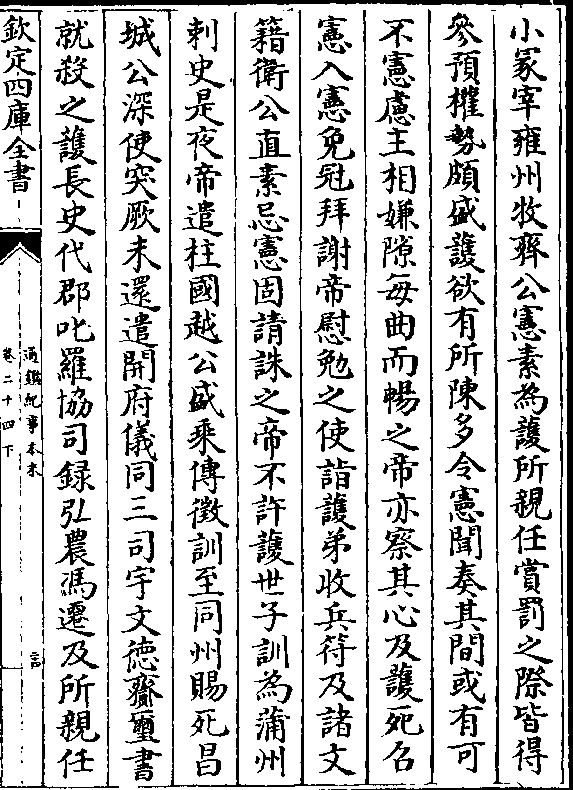 小冡宰雍州牧齊公憲素為護所親任賞罰之際皆得
參預權勢頗盛護欲有所陳多令憲聞奏其間或有可
不憲慮主相嫌隙每曲而暢之帝亦察其心及護死召
憲入憲免冠拜謝帝慰勉之使詣護第收兵符及諸文
籍衛公直素忌憲固請誅之帝不許護世子訓為蒲州
刺史是夜帝遣柱國越公盛乘傳徵訓至同州賜死昌
城公深使突厥未還遣開府儀同三司宇文德齎璽書
就殺之護長史代郡叱羅協司録弘農馮遷及所親任
欽定四庫全書
通鑑紀事本末
卷二十四下